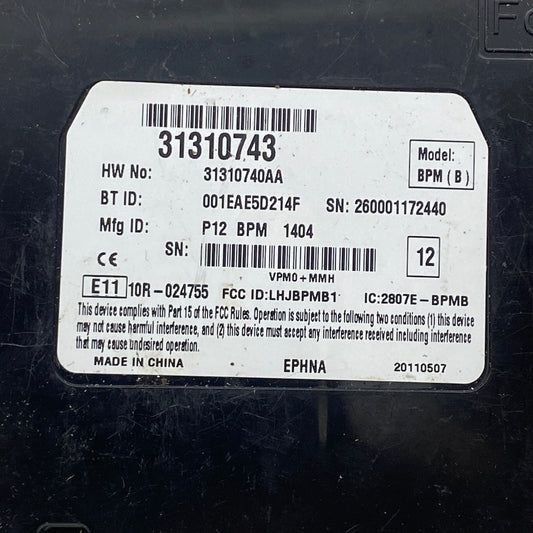 31310743
Model:
BPM ( B )
HW No: 31310740AA
BT ID: 001EAE5D214F SN: 260001172440
Mfg ID: P12 BPM 1404
SN:
12
VPM0+MMH
CE
E11 10R-024755 FCC ID:LHJBPMB1 IC:2807E-BPMB
This device complies with Part 15 of the FCC Rules. Operation is subject to the following two conditions (1) this device
may not cause harmful interference, and (2) this device must accept any interference received including interference
that may cause undesired operation.
MADE IN CHINA EPHNA 20110507